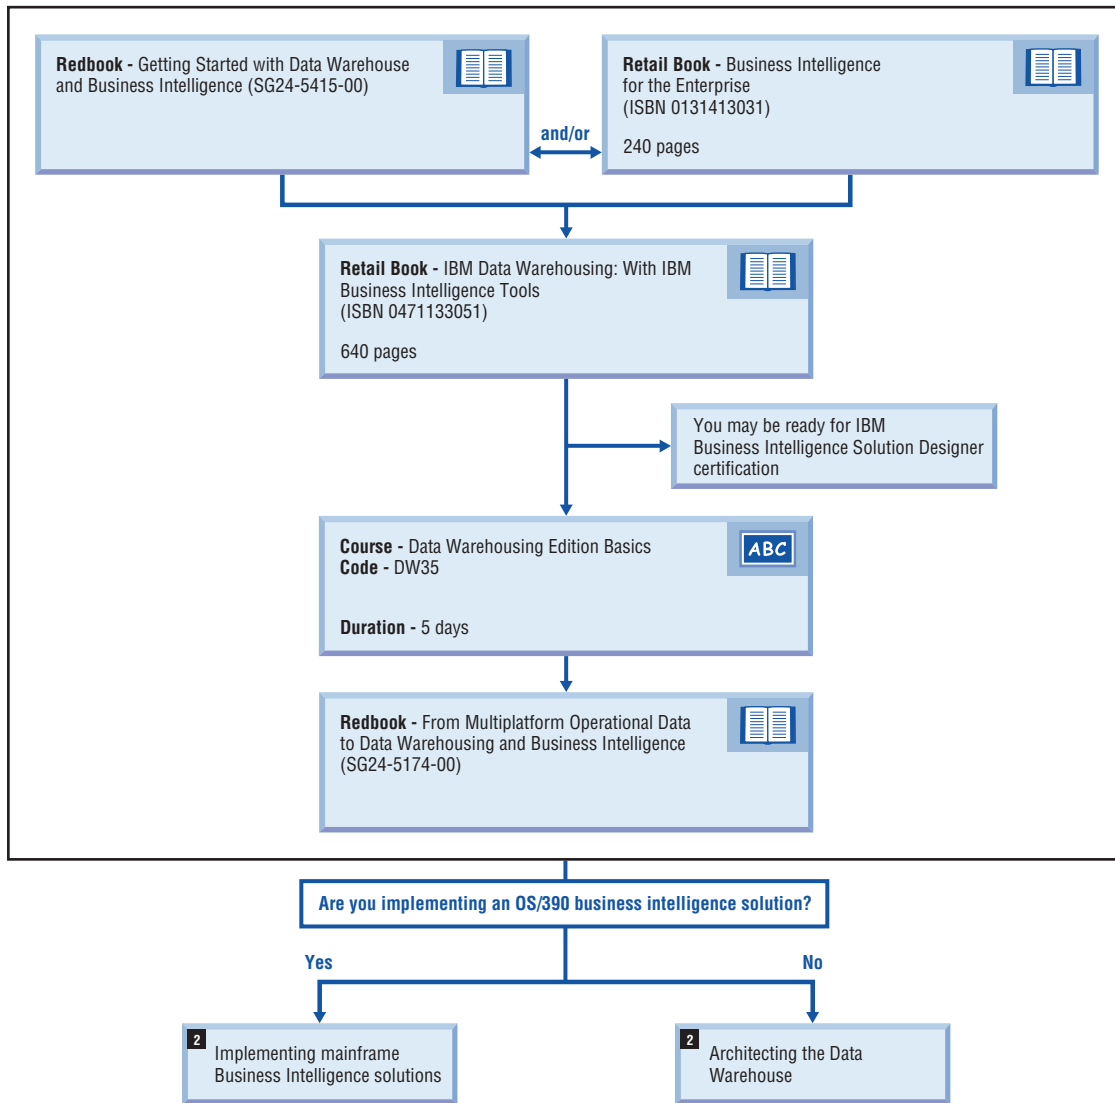 Redbook - Getting Started with Data Warehouse
and Business Intelligence (SG24-5415-00)
and/or
Retail Book - Business Intelligence
for the Enterprise
(ISBN 0131413031)
240 pages
Retail Book - IBM Data Warehousing: With IBM
Business Intelligence Tools
(ISBN 0471133051)
640 pages
You may be ready for IBM
Business Intelligence Solution Designer
certification
Course - Data Warehousing Edition Basics
Code - DW35
ABC
Duration - 5 days
Redbook - From Multiplatform Operational Data
to Data Warehousing and Business Intelligence
(SG24-5174-00)
Are you implementing an OS/390 business intelligence solution?
Yes
No
2
Implementing mainframe
Business Intelligence solutions
2
Architecting the Data
Warehouse